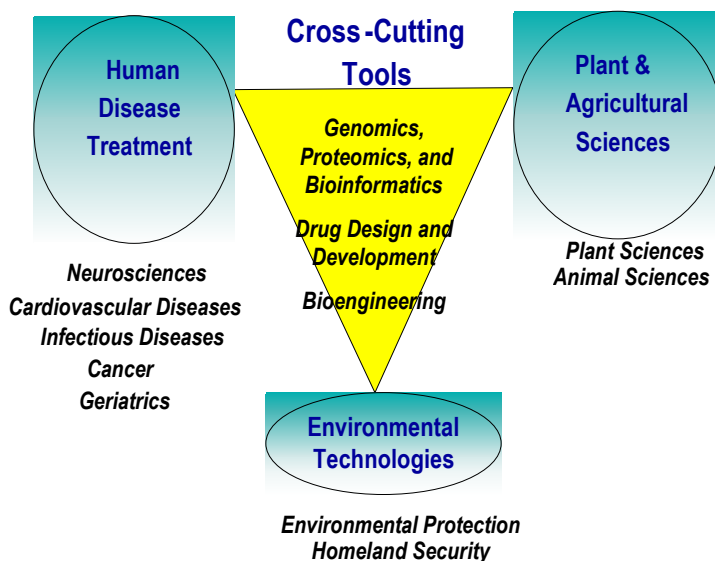 Human
Disease
Treatment
Neurosciences
Cardiovascular Diseases
Infectious Diseases
Cancer
Geriatrics
Cross-Cutting
Tools
Genomics,
Proteomics, and
Bioinformatics
Drug Design and
Development
Bioengineering
Plant &
Agricultural
Sciences
Plant Sciences
Animal Sciences
Environmental
Technologies
Environmental Protection
Homeland Security